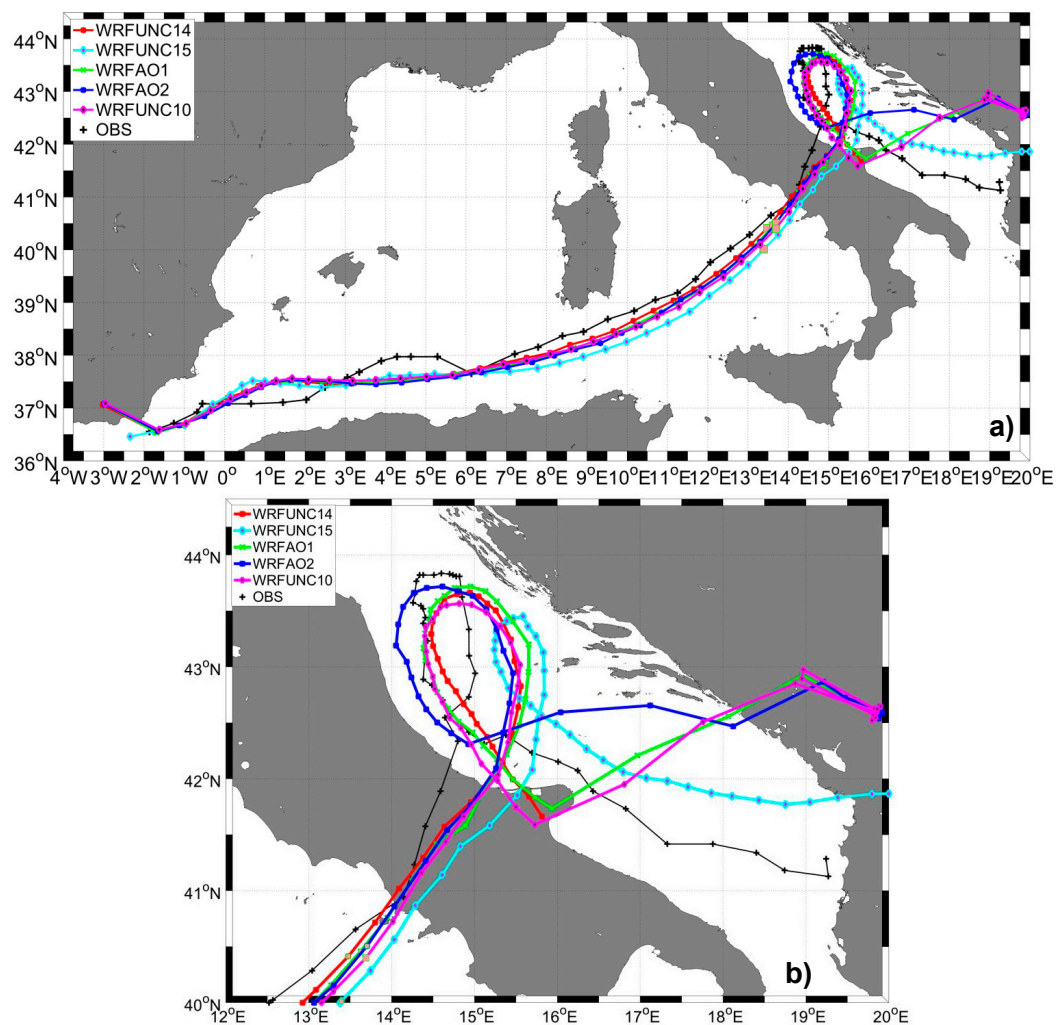 44°N
43°N
42°N
41°N
40°N
39°N
38°N
37°N
36°N
WRFUNC14
WRFUNC15
WRFAO1
WRFAO2
WRFUNC10
OBS
a)
4°W 3°W 2°W 1°W 0° 1°E 2°E 3°E 4°E 5°E 6°E 7°E 8°E 9°E 10°E 11°E 12°E 13°E 14°E 15°E 16°E 17°E 18°E 19°E 20°E
WRFUNC14
WRFUNC15
WRFAO1
WRFAO2
WRFUNC10
OBS
44°N
43°N
42°N
41°N
40°N
b)
12°E 13°E 14°E 15°E 16°E 17°E 18°E 19°E 20°E